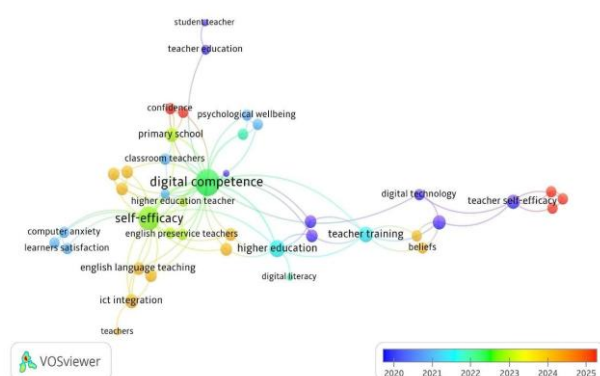 student teacher
teacher education
confidence
psychological wellbeing
primary school
classroom teachers
digital competence
digital technology
higher education teacher
teacher self-efficacy
self-efficacy
computer anxiety
english preservice teachers
teacher training
learners satisfaction
higher education
beliefs
english language teaching
digital literacy
ict integration
teachers
VOSviewer
2020 2021 2022 2023 2024 2025